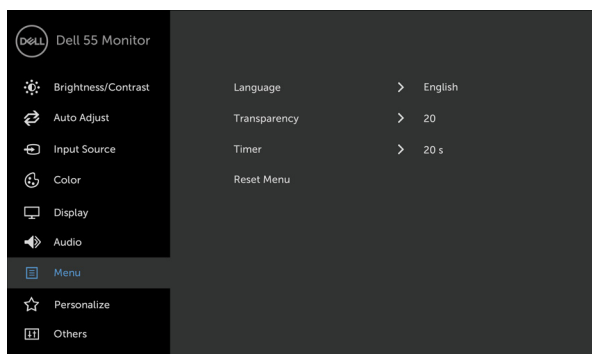 DELL Dell 55 Monitor
Brightness/Contrast
Auto Adjust
Input Source
Color
Display
Audio
Menu
Personalize
Others
Language > English
Transparency > 20
Timer > 20 s
Reset Menu